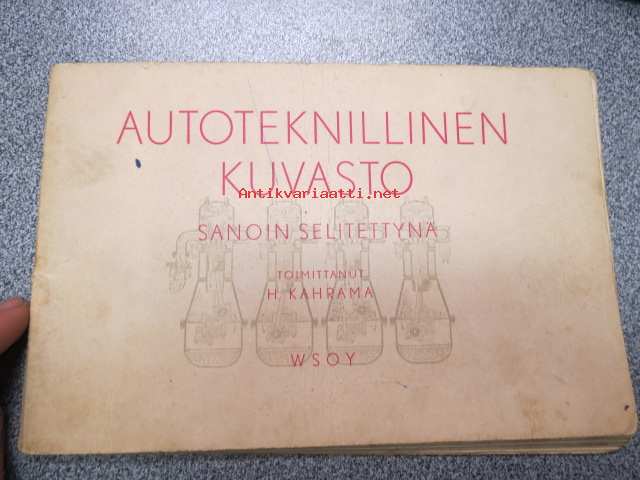 AUTOTEKNILLINEN
KUVASTO
Antikvariaatti.net
SANOIN SELITETTYNÄ
TOIMITTANUT
H. KAHRAMA
WSOY